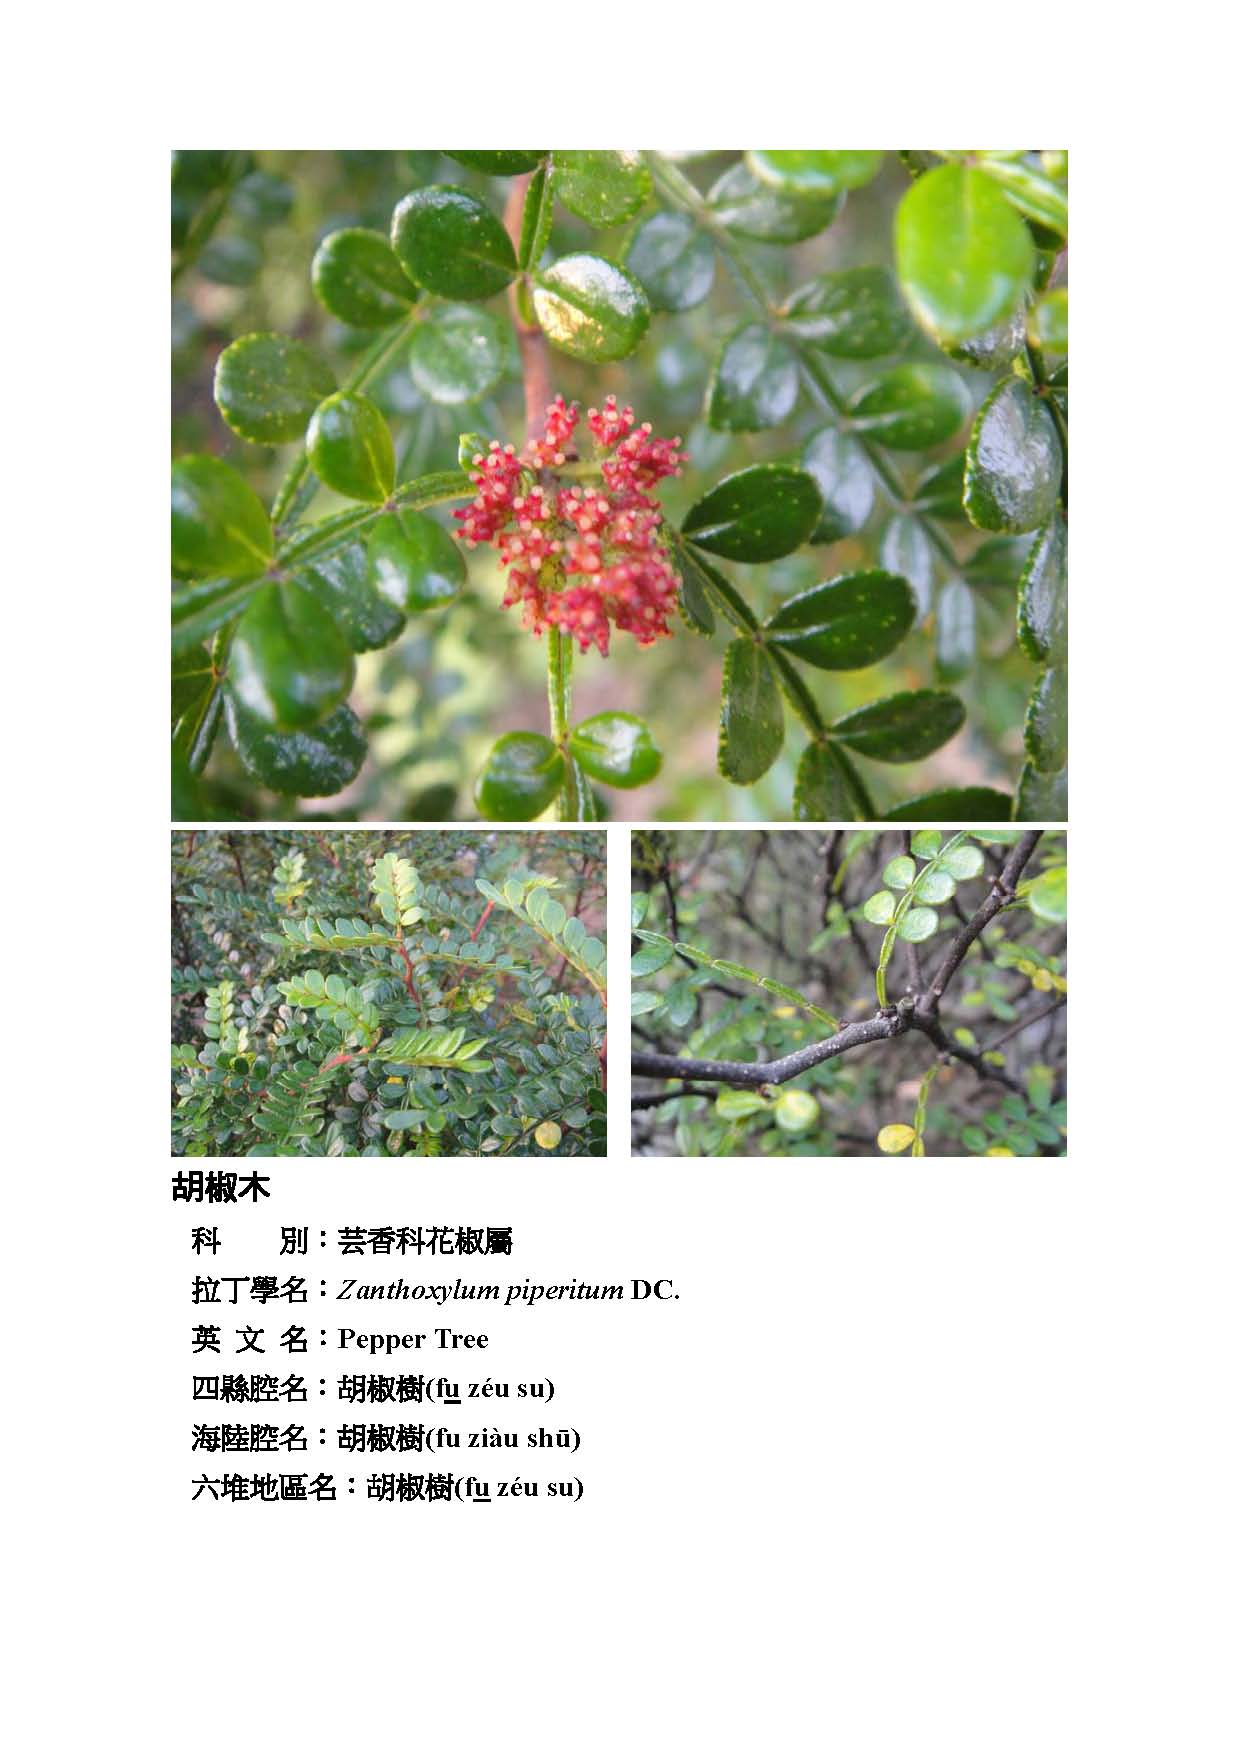 胡椒木
科　　別：芸香科花椒屬
拉丁學名：Zanthoxylum piperitum DC.
英 文 名：Pepper Tree
四縣腔名：胡椒樹(fu zéu su)
海陸腔名：胡椒樹(fu ziàu shū)
六堆地區名：胡椒樹(fu zéu su)